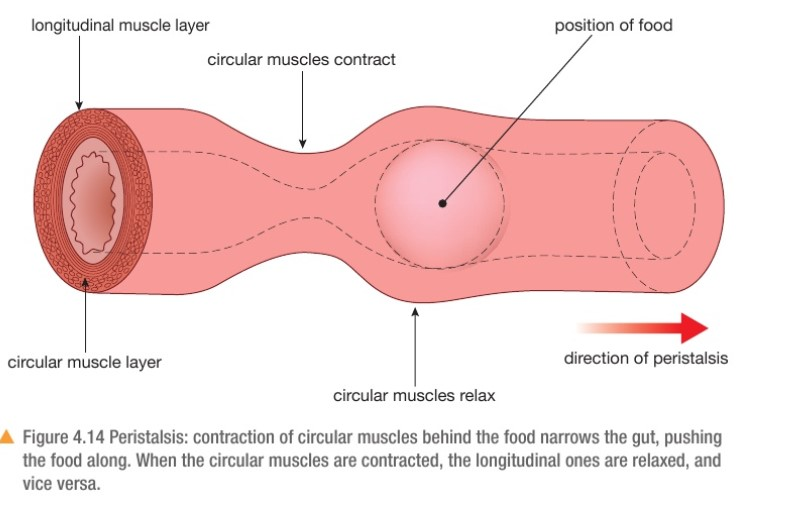 longitudinal muscle layer
position of food
circular muscles contract
circular muscle layer
direction of peristalsis
circular muscles relax
Figure 4.14 Peristalsis: contraction of circular muscles behind the food narrows the gut, pushing
the food along. When the circular muscles are contracted, the longitudinal ones are relaxed, and
vice versa.